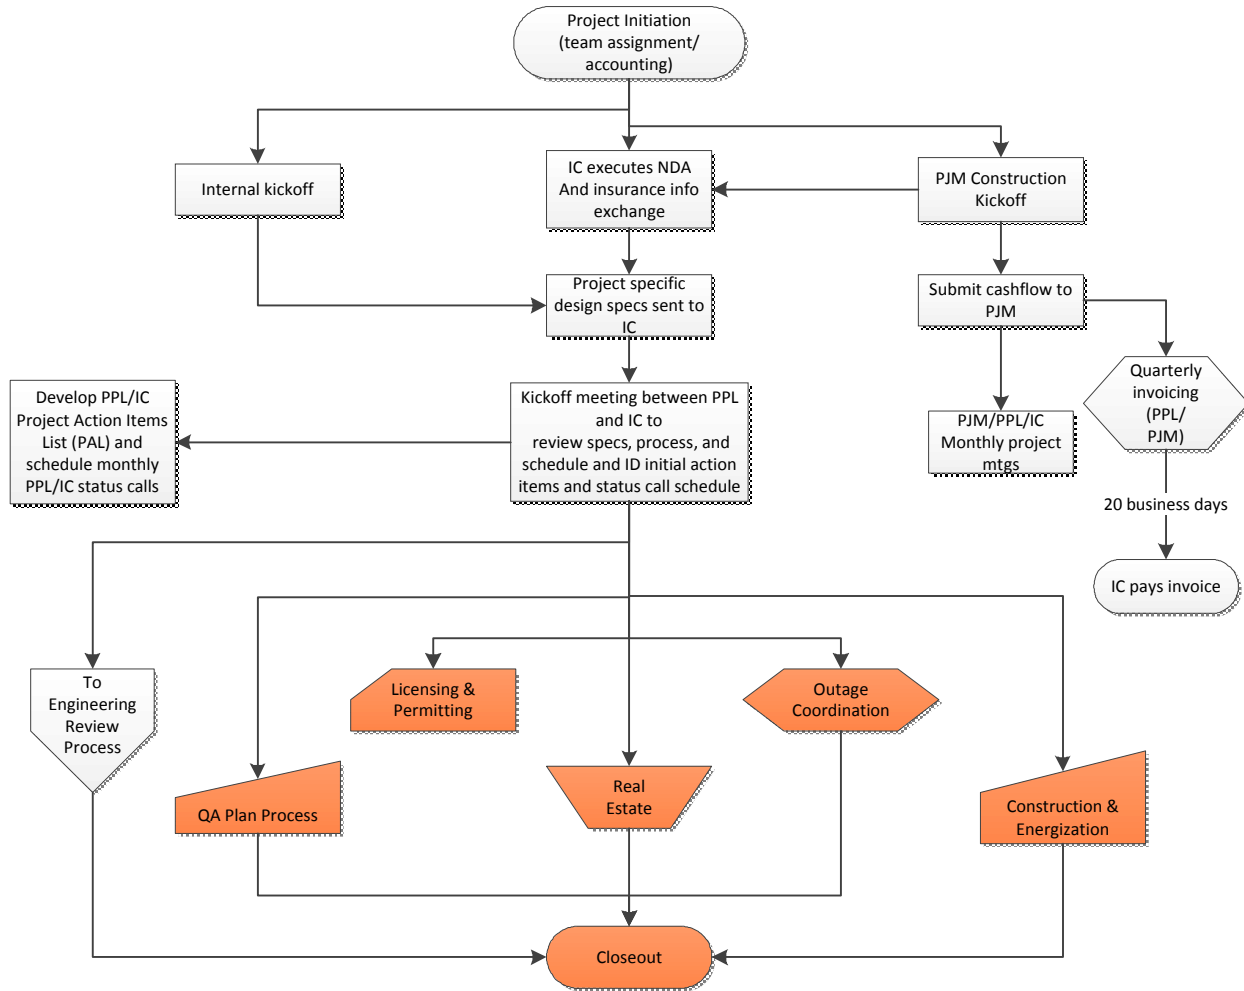 Project Initiation
(team assignment/
accounting)
Internal kickoff
IC executes NDA
And insurance info
exchange
PJM Construction
Kickoff
Project specific
design specs sent to
IC
Submit cashflow to
PJM
Develop PPL/IC
Project Action Items
List (PAL) and
schedule monthly
PPL/IC status calls
Kickoff meeting between PPL
and IC to
review specs, process, and
schedule and ID initial action
items and status call schedule
PJM/PPL/IC
Monthly project
mtgs
Quarterly
invoicing
(PPL/
PJM)
20 business days
IC pays invoice
To
Engineering
Review
Process
Licensing &
Permitting
Outage
Coordination
QA Plan Process
Real
Estate
Construction &
Energization
Closeout